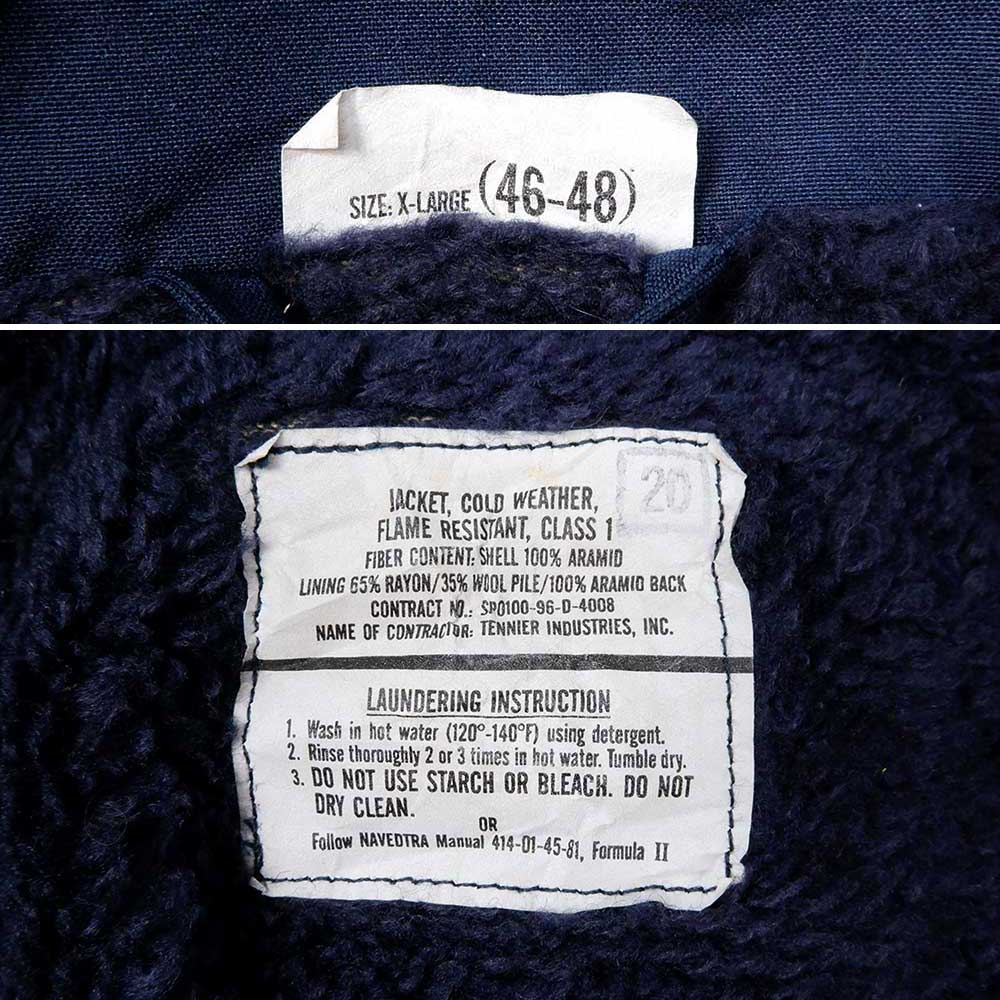 SIZE: X-LARGE (46-48)
20
JACKET, COLD WEATHER,
FLAME RESISTANT, CLASS 1
FIBER CONTENT: SHELL 100% ARAMID
LINING 65% RAYON/35% WOOL PILE/100% ARAMID BACK
CONTRACT NO.: SP0100-96-D-4008
NAME OF CONTRACTOR: TENNIER INDUSTRIES, INC.
LAUNDERING INSTRUCTION
1. Wash in hot water (120°-140°F) using detergent.
2. Rinse thoroughly 2 or 3 times in hot water. Tumble dry.
3. DO NOT USE STARCH OR BLEACH. DO NOT
DRY CLEAN.
OR
Follow NAVEDTRA Manual 414-01-45-81, Formula II